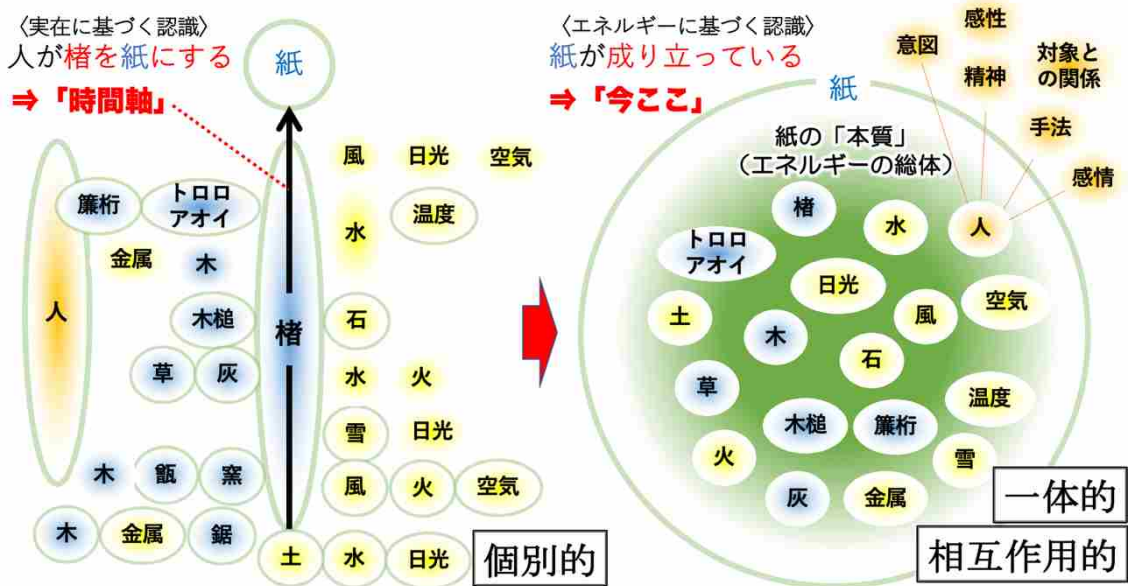 〈実在に基づく認識〉
人が楮を紙にする
⇒「時間軸」
紙
風 日光 空気
簾桁 トロロ
アオイ
水 温度
金属 木
人
木槌
楮
石
草 灰
水 火
雪 日光
木 甑 窯
風 火 空気
木 金属 鋸
土 水 日光
個別的
〈エネルギーに基づく認識〉
紙が成り立っている
⇒「今ここ」
感性
意図
精神
対象と
の関係
手法
感情
紙
紙の「本質」
（エネルギーの総体）
楮
水
人
トロロ
アオイ
日光
空気
土
風
木
石
草
温度
木槌
簾桁
火
雪
灰
金属
一体的
相互作用的